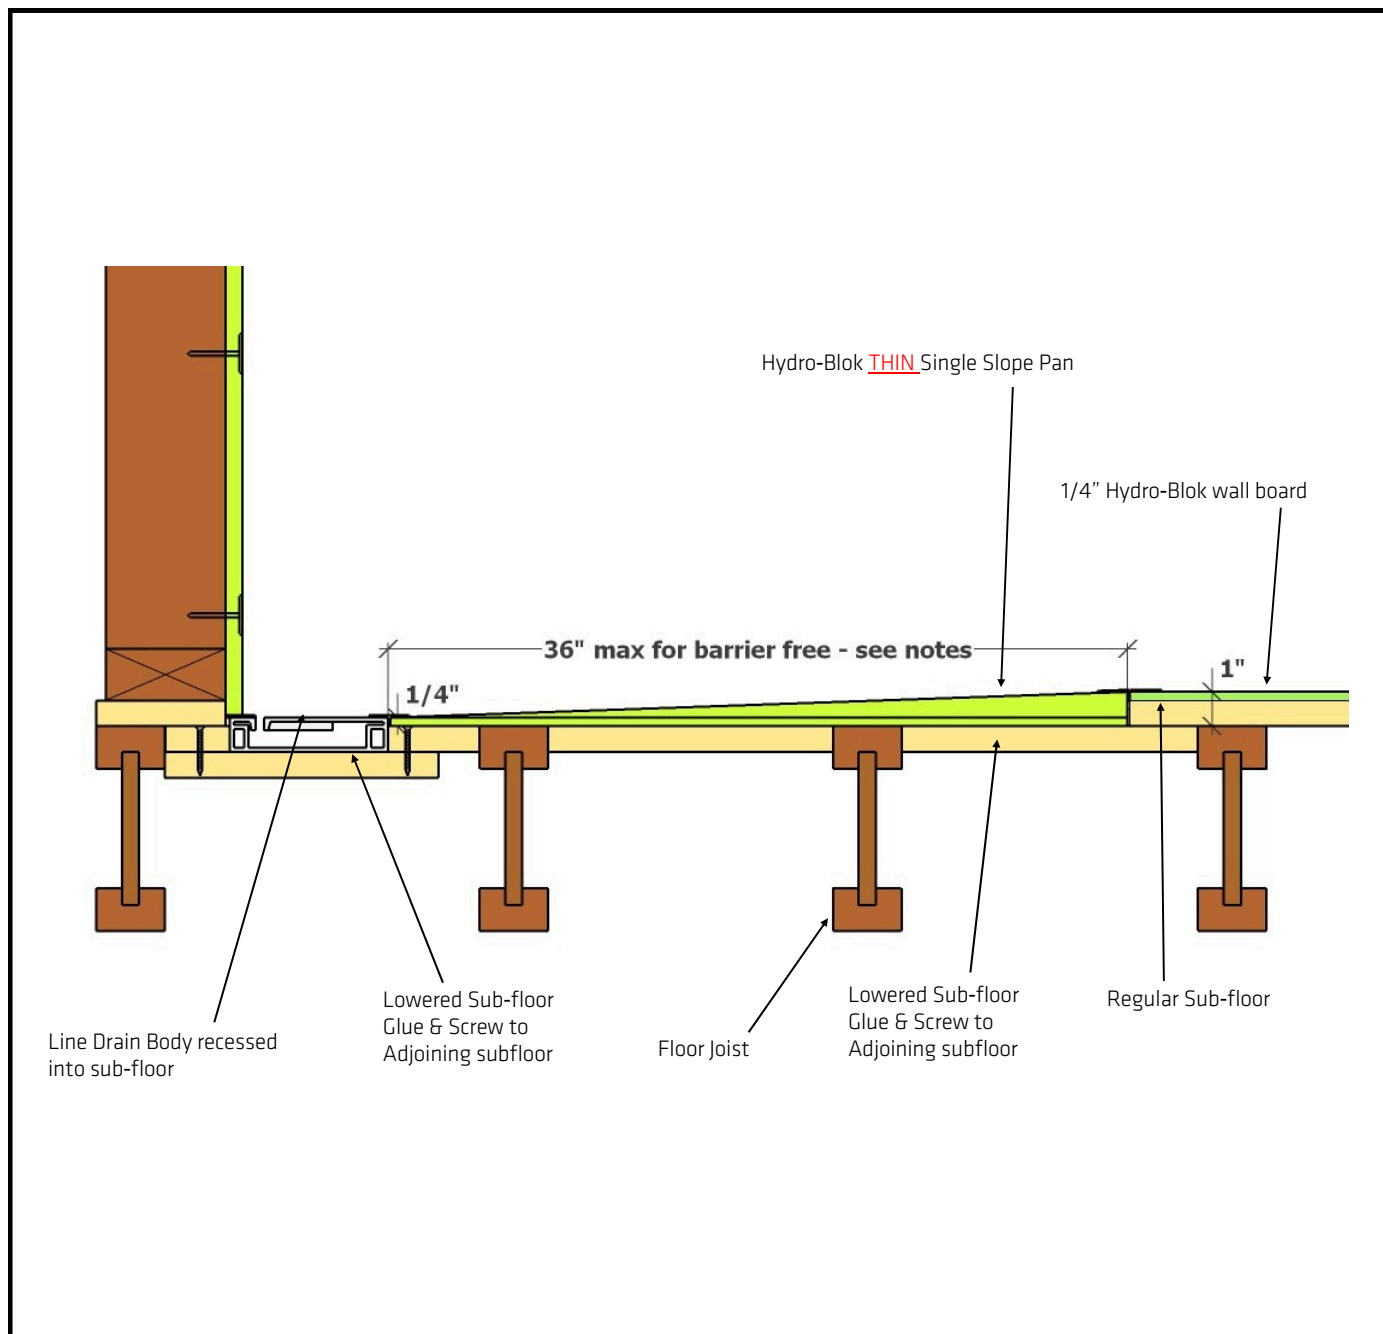 Hydro-Blok THIN Single Slope Pan
1/4” Hydro-Blok wall board
36" max for barrier free - see notes
1"
1/4"
Lowered Sub-floor
Glue & Screw to
Adjoining subfloor
Lowered Sub-floor
Glue & Screw to
Adjoining subfloor
Regular Sub-floor
Line Drain Body recessed
into sub-floor
Floor Joist